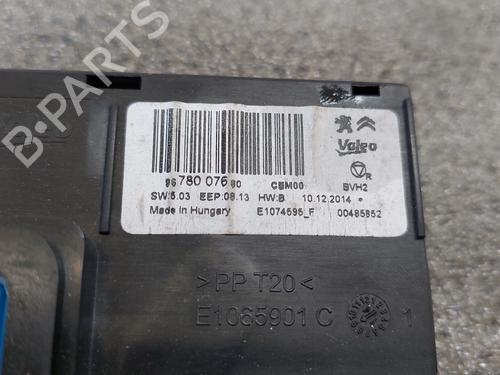 B-PARTS
Valeo
96 780 076 80 CBM00 R
SW:5.03 EEP:08.13 HW:B 10.12.2014 BVH2
Made in Hungary E1074595_F 00485852
>PP T20<
E1065901 C 1